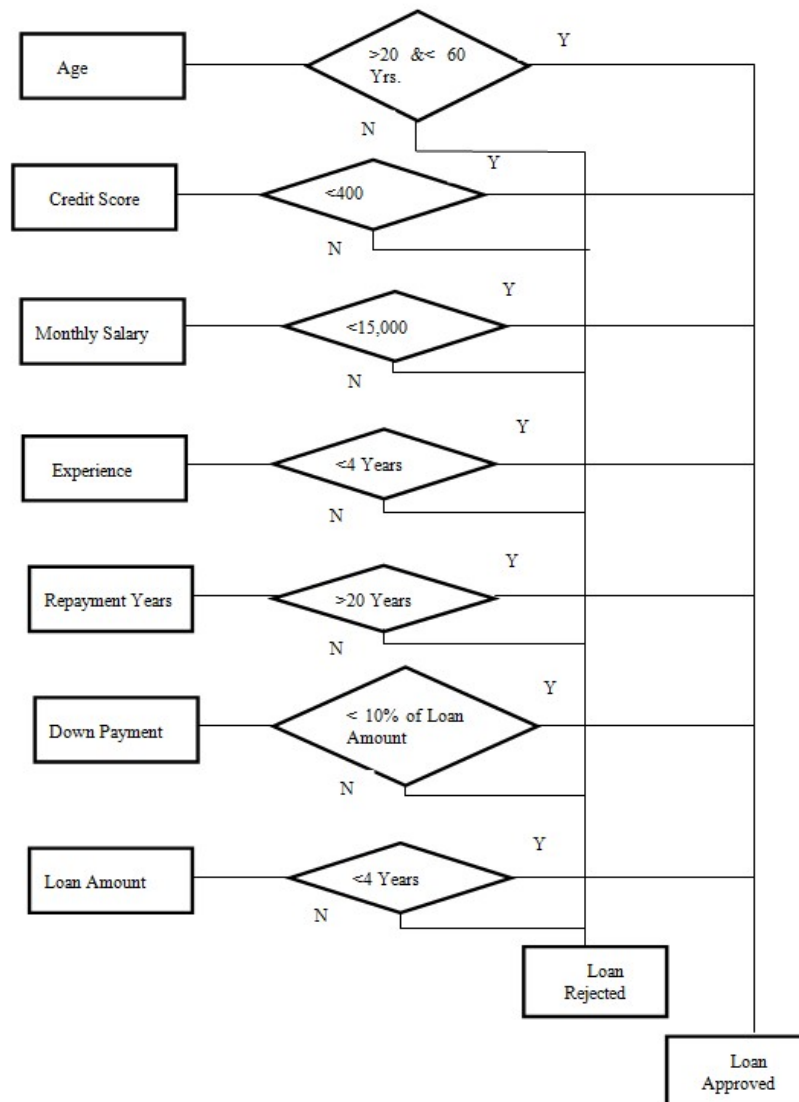 Y
>20 &< 60
Yrs.
Age
N
Y
<400
Credit Score
N
Y
<15,000
Monthly Salary
N
Y
<4 Years
Experience
N
Y
>20 Years
Repayment Years
N
Y
< 10% of Loan
Amount
Down Payment
N
Y
<4 Years
Loan Amount
N
Loan
Rejected
Loan
Approved